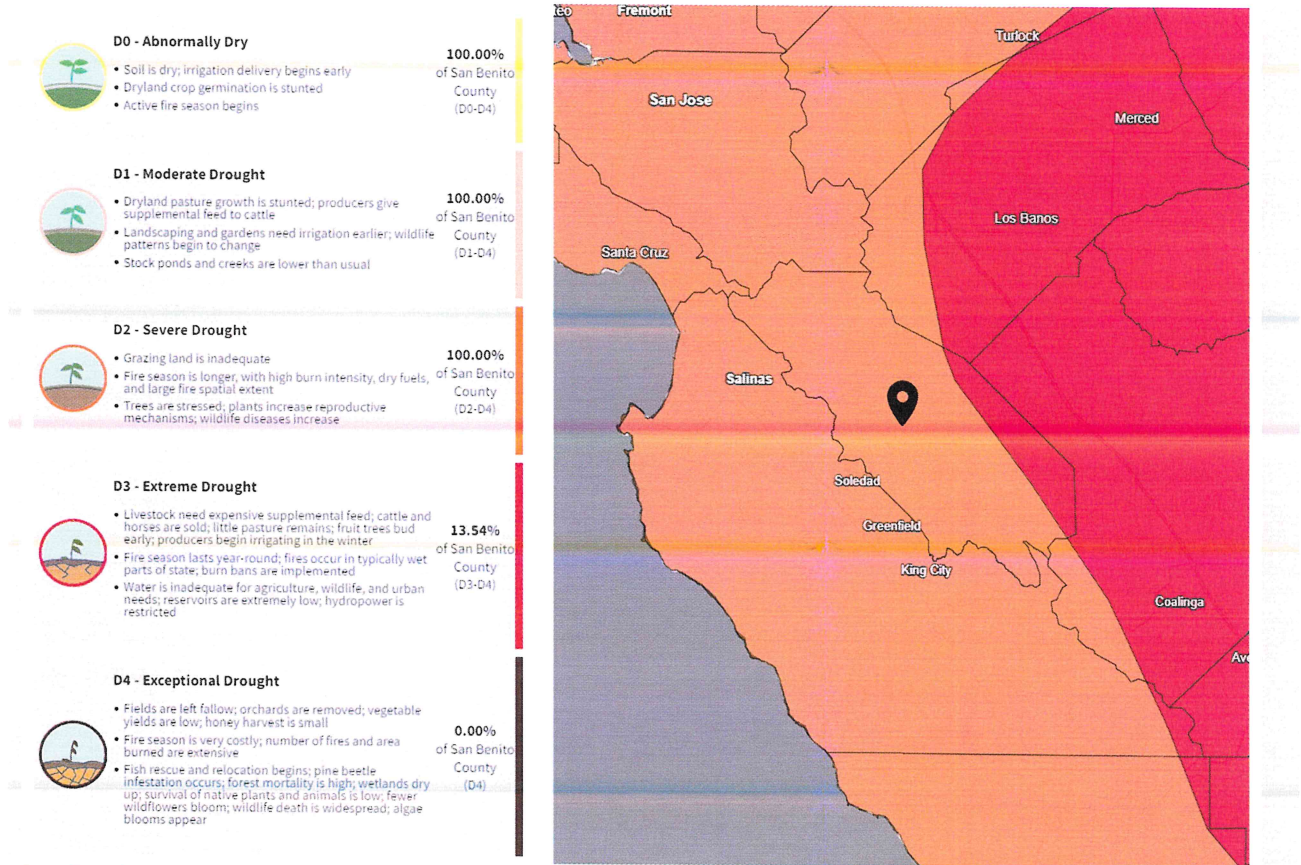 D0 - Abnormally Dry
• Soil is dry; irrigation delivery begins early
• Dryland crop germination is stunted
• Active fire season begins
100.00%
of San Benito
County
(D0-D4)
D1 - Moderate Drought
• Dryland pasture growth is stunted; producers give
supplemental feed to cattle
• Landscaping and gardens need irrigation earlier; wildlife
patterns begin to change
• Stock ponds and creeks are lower than usual
100.00%
of San Benito
County
(D1-D4)
D2 - Severe Drought
• Grazing land is inadequate
• Fire season is longer, with high burn intensity, dry fuels,
and large fire spatial extent
• Trees are stressed; plants increase reproductive
mechanisms; wildlife diseases increase
100.00%
of San Benito
County
(D2-D4)
D3 - Extreme Drought
• Livestock need expensive supplemental feed; cattle and
horses are sold; little pasture remains; fruit trees bud
early; producers begin irrigating in the winter
• Fire season lasts year-round; fires occur in typically wet
parts of state; burn bans are implemented
• Water is inadequate for agriculture, wildlife, and urban
needs; reservoirs are extremely low; hydropower is
restricted
13.54%
of San Benito
County
(D3-D4)
D4 - Exceptional Drought
• Fields are left fallow; orchards are removed; vegetable
yields are low; honey harvest is small
• Fire season is very costly; number of fires and area
burned are extensive
• Fish rescue and relocation begins; pine beetle
infestation occurs; forest mortality is high; wetlands dry
up; survival of native plants and animals is low; fewer
wildflowers bloom; wildlife death is widespread; algae
blooms appear
0.00%
of San Benito
County
(D4)
teo
Fremont
Turlock
San Jose
Merced
Los Banos
Santa Cruz
Salinas
Soledad
Greenfield
King City
Coalinga
Ave